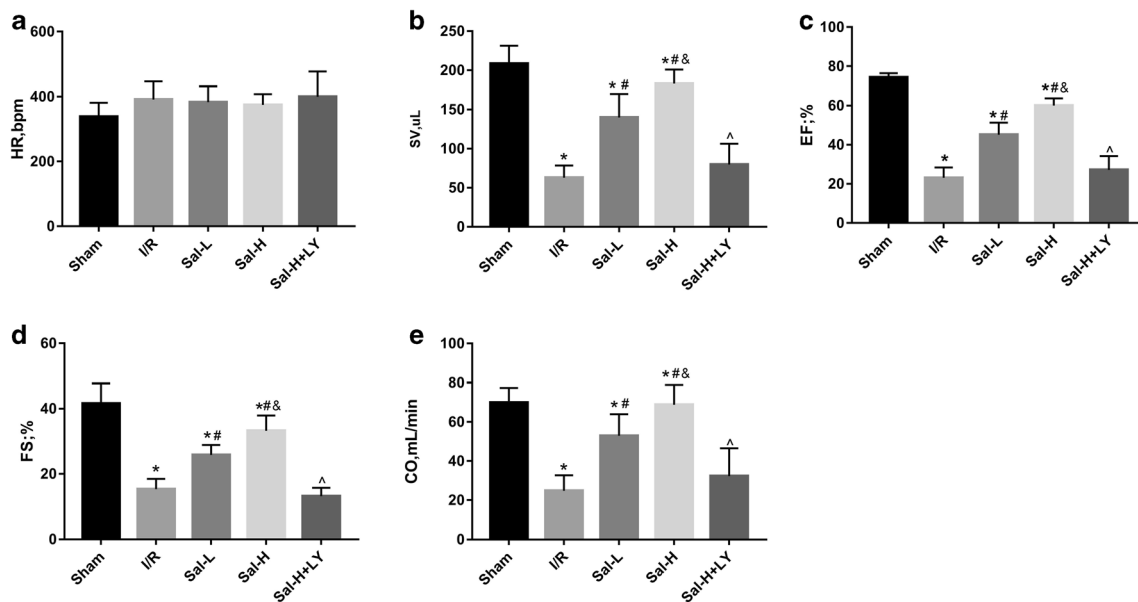 a
HR,bpm
600
400
200
0
Sham
I/R
Sal-L
Sal-H
Sal-H+LY
b
SV,uL
250
200
150
100
50
0
*
* #
*#&
^
Sham
I/R
Sal-L
Sal-H
Sal-H+LY
c
EF;%
100
80
60
40
20
0
*
* #
*#&
^
Sham
I/R
Sal-L
Sal-H
Sal-H+LY
d
FS;%
60
40
20
0
*
* #
*#&
^
Sham
I/R
Sal-L
Sal-H
Sal-H+LY
e
CO,mL/min
100
80
60
40
20
0
*
* #
*#&
^
Sham
I/R
Sal-L
Sal-H
Sal-H+LY